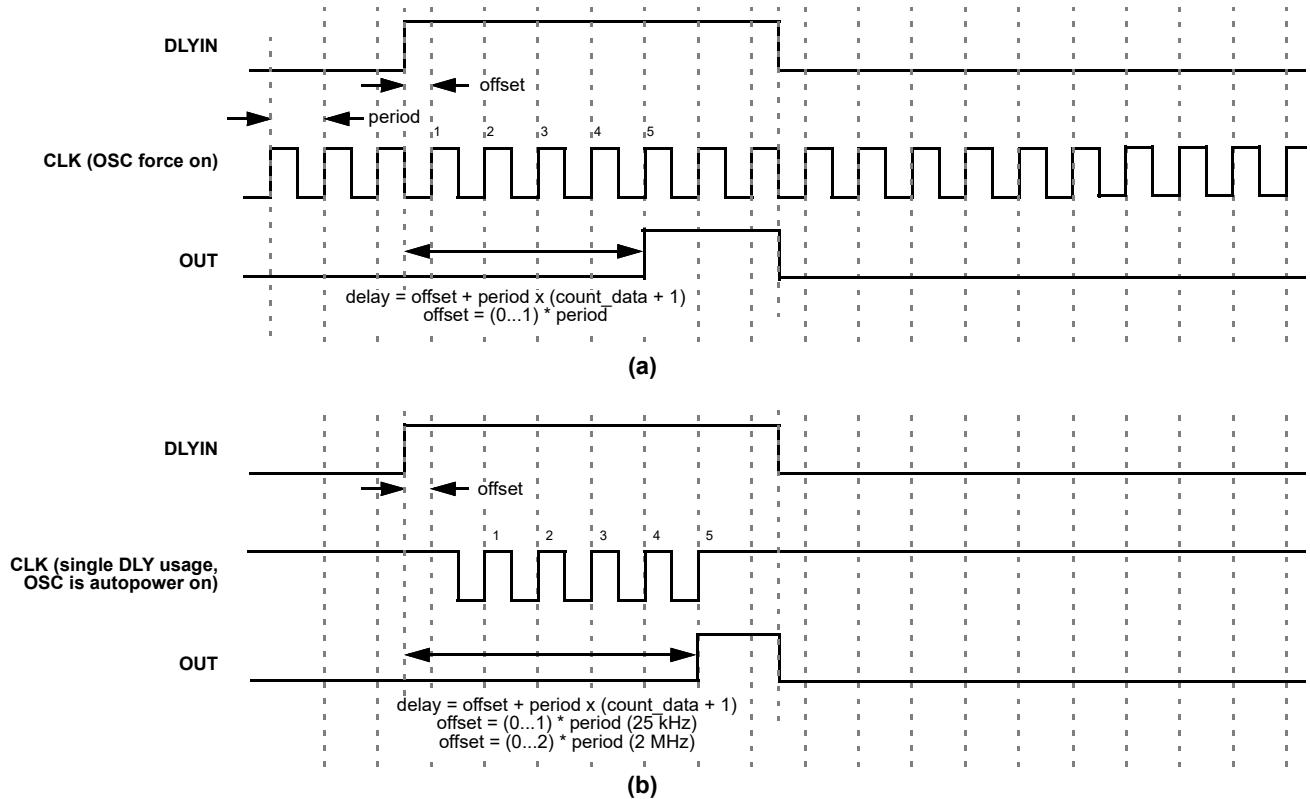 DLYIN
offset
period
1 2 3 4 5
CLK (OSC force on)
OUT
delay = offset + period x (count_data + 1)
offset = (0...1) * period
(a)
DLYIN
offset
1 2 3 4 5
CLK (single DLY usage,
OSC is autopower on)
OUT
delay = offset + period x (count_data + 1)
offset = (0...1) * period (25 kHz)
offset = (0...2) * period (2 MHz)
(b)